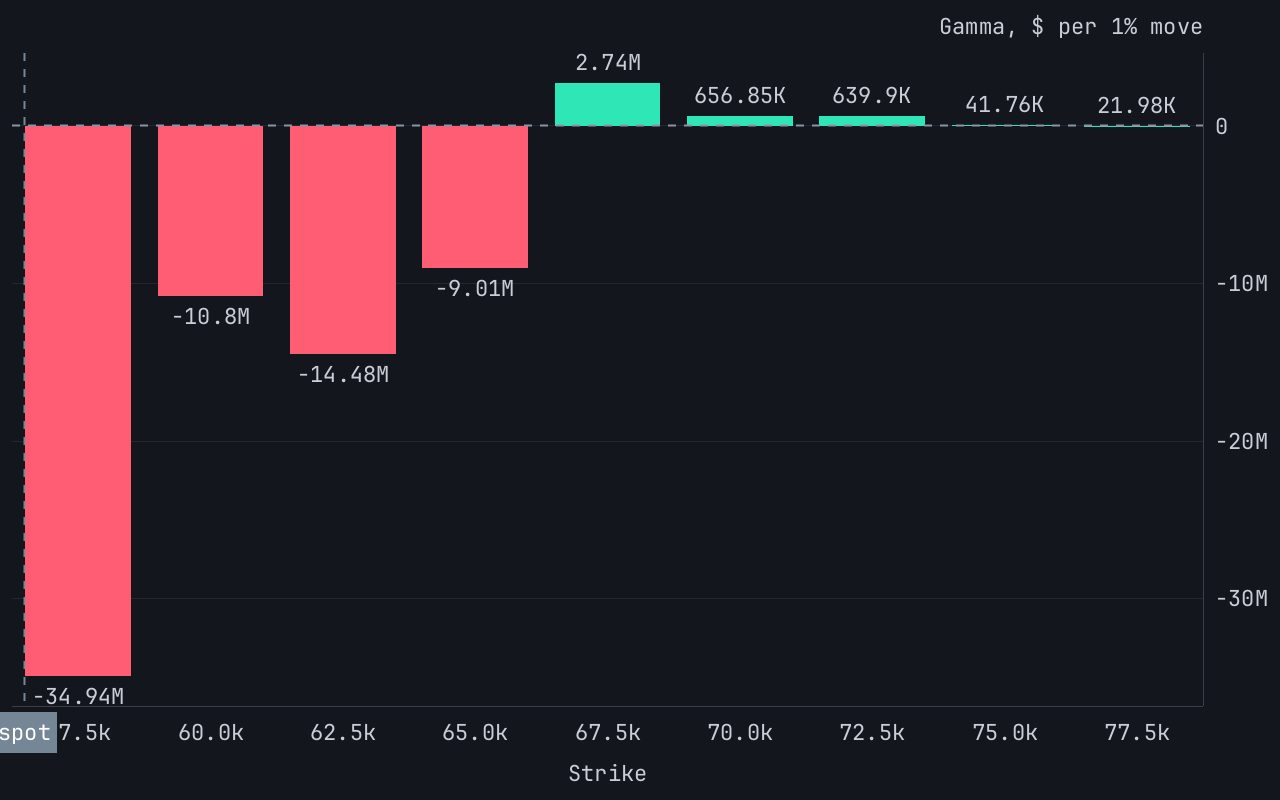 Gamma, $ per 1% move
2.74M
656.85K
639.9K
41.76K
21.98K
0
-9.01M
-10M
-10.8M
-14.48M
-20M
-30M
-34.94M
spot 7.5k 60.0k 62.5k 65.0k 67.5k 70.0k 72.5k 75.0k 77.5k
Strike